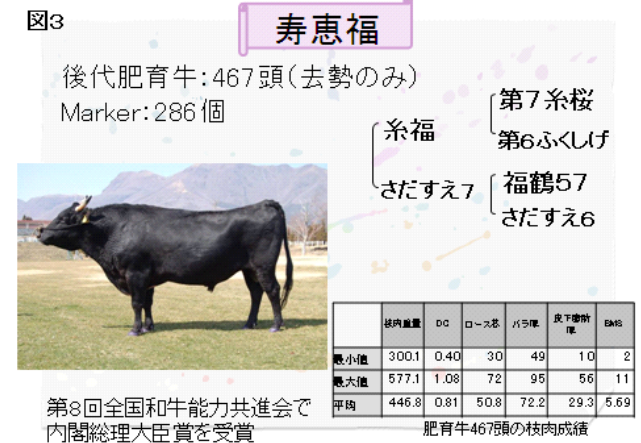 図3
寿恵福
後代肥育牛:467頭(去勢のみ)
Marker:286個
糸福
第7糸桜
第6ふくしげ
さだすえ7
福鶴57
さだすえ6
枝肉重量 DG ロース芯 バラ厚 皮下脂肪厚 BMS
最小値 300.1 0.40 30 49 10 2
最大値 577.1 1.08 72 95 56 11
平均 446.8 0.81 50.8 72.2 29.3 5.69
第8回全国和牛能力共進会で
内閣総理大臣賞を受賞
肥育牛467頭の枝肉成績